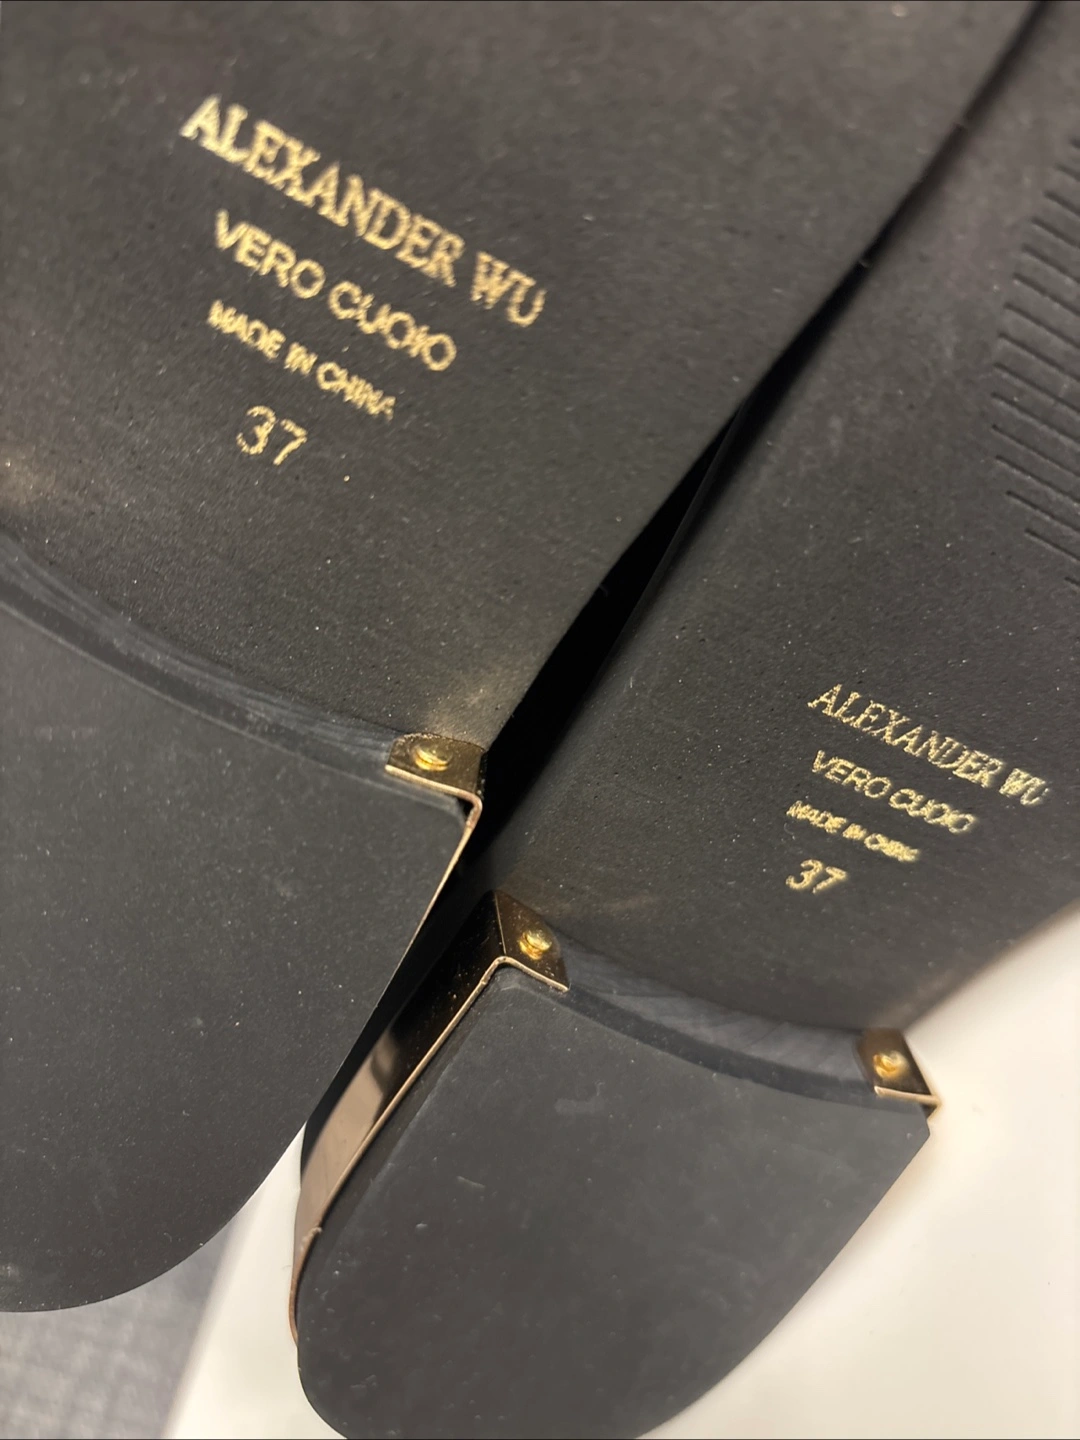 ALEXANDER WU
VERO CUOIO
MADE IN CHINA
37
ALEXANDER WU
VERO CUOIO
MADE IN CHINA
37